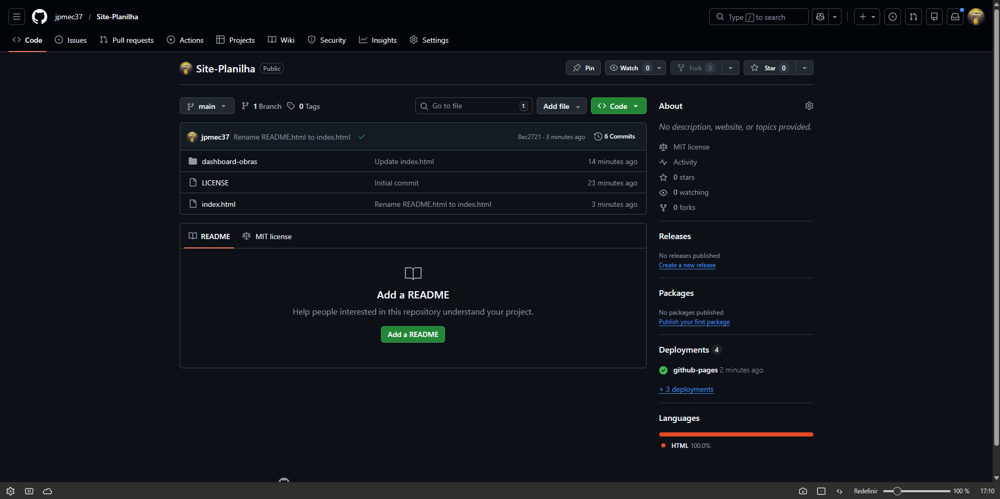 jpmec37 / Site-Planilha
Type / to search
Code
Issues
Pull requests
Actions
Projects
Wiki
Security
Insights
Settings
Site-Planilha Public
Pin
Watch 0
Fork 0
Star 0
main
1 Branch
0 Tags
Go to file t
Add file
Code
jpmec37 Rename README.html to index.html
8ec2721 · 3 minutes ago
6 Commits
dashboard-obras Update index.html 14 minutes ago
LICENSE Initial commit 23 minutes ago
index.html Rename README.html to index.html 3 minutes ago
README
MIT license
Add a README
Help people interested in this repository understand your project.
Add a README
About
No description, website, or topics provided.
MIT license
Activity
0 stars
0 watching
0 forks
Releases
No releases published
Create a new release
Packages
No packages published
Publish your first package
Deployments 4
github-pages 2 minutes ago
+ 3 deployments
Languages
HTML 100.0%
Redefinir 100 % 17:10